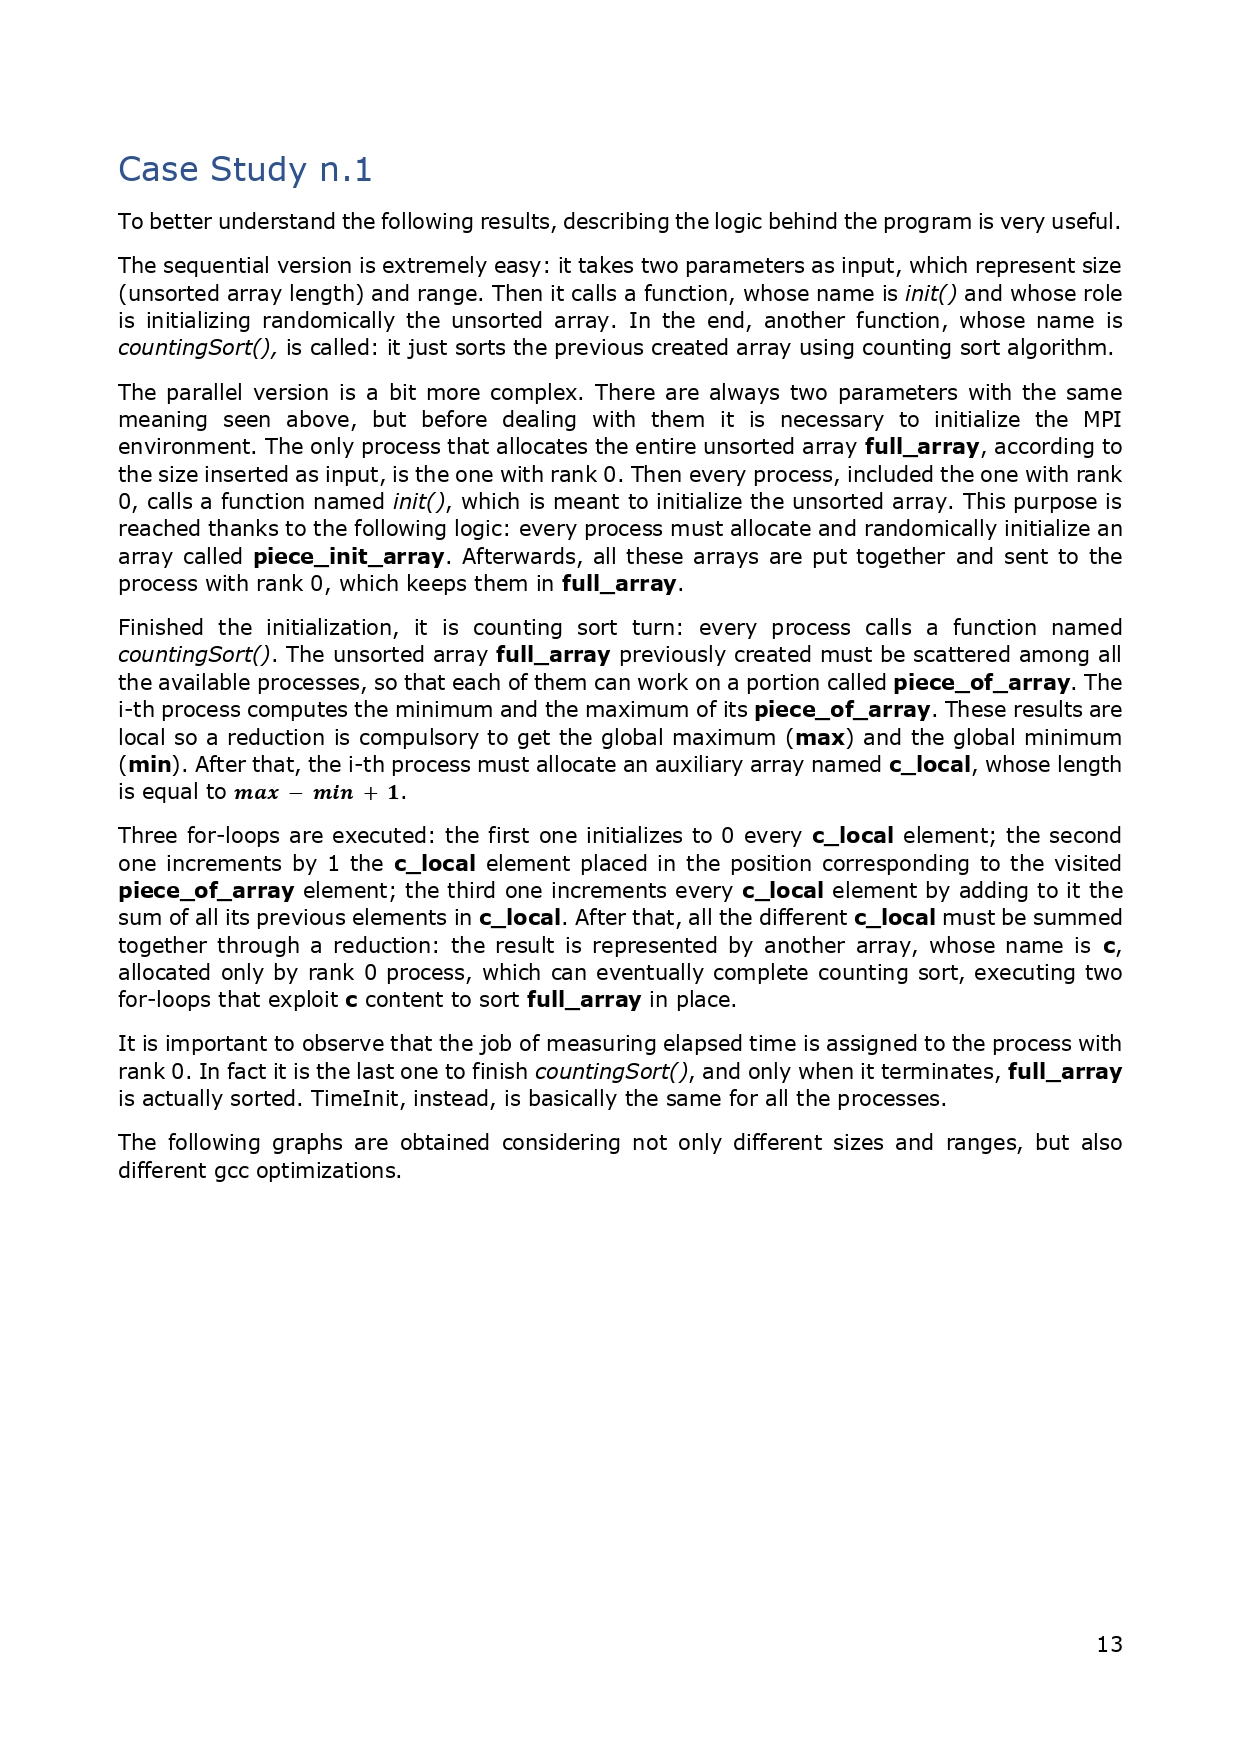 Case Study n.1
To better understand the following results, describing the logic behind the program is very useful.
The sequential version is extremely easy: it takes two parameters as input, which represent size
(unsorted array length) and range. Then it calls a function, whose name is init() and whose role
is initializing randomically the unsorted array. In the end, another function, whose name is
countingSort(), is called: it just sorts the previous created array using counting sort algorithm.
The parallel version is a bit more complex. There are always two parameters with the same
meaning seen above, but before dealing with them it is necessary to initialize the MPI
environment. The only process that allocates the entire unsorted array full_array, according to
the size inserted as input, is the one with rank 0. Then every process, included the one with rank
0, calls a function named init(), which is meant to initialize the unsorted array. This purpose is
reached thanks to the following logic: every process must allocate and randomically initialize an
array called piece_init_array. Afterwards, all these arrays are put together and sent to the
process with rank 0, which keeps them in full_array.
Finished the initialization, it is counting sort turn: every process calls a function named
countingSort(). The unsorted array full_array previously created must be scattered among all
the available processes, so that each of them can work on a portion called piece_of_array. The
i-th process computes the minimum and the maximum of its piece_of_array. These results are
local so a reduction is compulsory to get the global maximum (max) and the global minimum
(min). After that, the i-th process must allocate an auxiliary array named c_local, whose length
is equal to max − min + 1.
Three for-loops are executed: the first one initializes to 0 every c_local element; the second
one increments by 1 the c_local element placed in the position corresponding to the visited
piece_of_array element; the third one increments every c_local element by adding to it the
sum of all its previous elements in c_local. After that, all the different c_local must be summed
together through a reduction: the result is represented by another array, whose name is c,
allocated only by rank 0 process, which can eventually complete counting sort, executing two
for-loops that exploit c content to sort full_array in place.
It is important to observe that the job of measuring elapsed time is assigned to the process with
rank 0. In fact it is the last one to finish countingSort(), and only when it terminates, full_array
is actually sorted. TimeInit, instead, is basically the same for all the processes.
The following graphs are obtained considering not only different sizes and ranges, but also
different gcc optimizations.
13